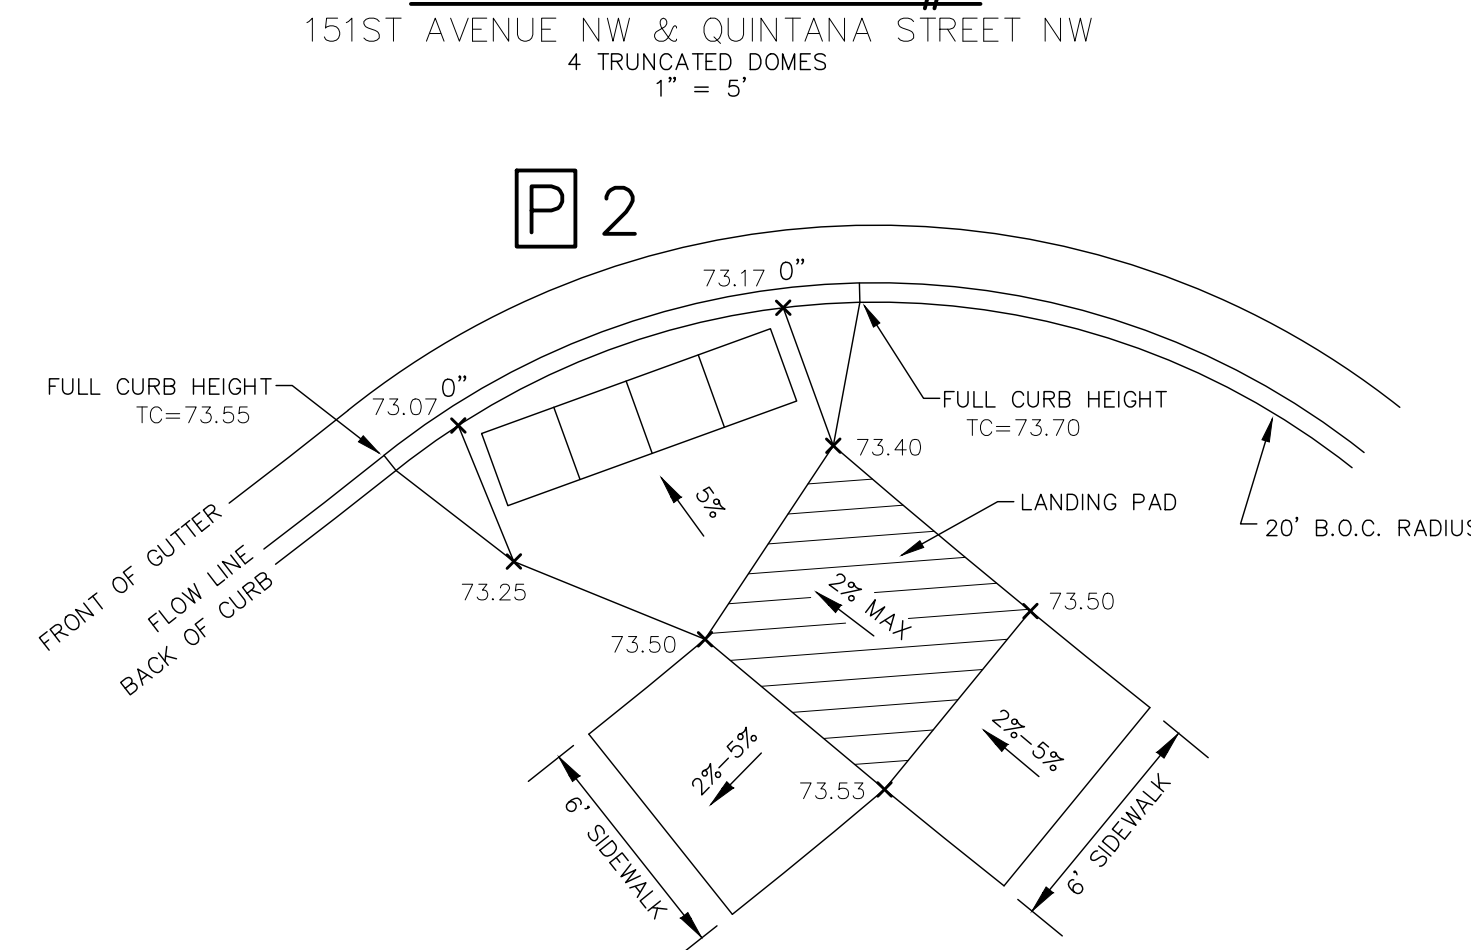 151ST AVENUE NW & QUINTANA STREET NW
4 TRUNCATED DOMES
1" = 5'
P 2
73.17 0"
FULL CURB HEIGHT
TC=73.55
73.07 0"
FULL CURB HEIGHT
TC=73.70
73.40
5%
LANDING PAD
20' B.O.C. RADIUS
FRONT OF GUTTER
FLOW LINE
BACK OF CURB
73.25
2% MAX
73.50
73.50
2%-5%
2%-5%
73.53
6' SIDEWALK
6' SIDEWALK